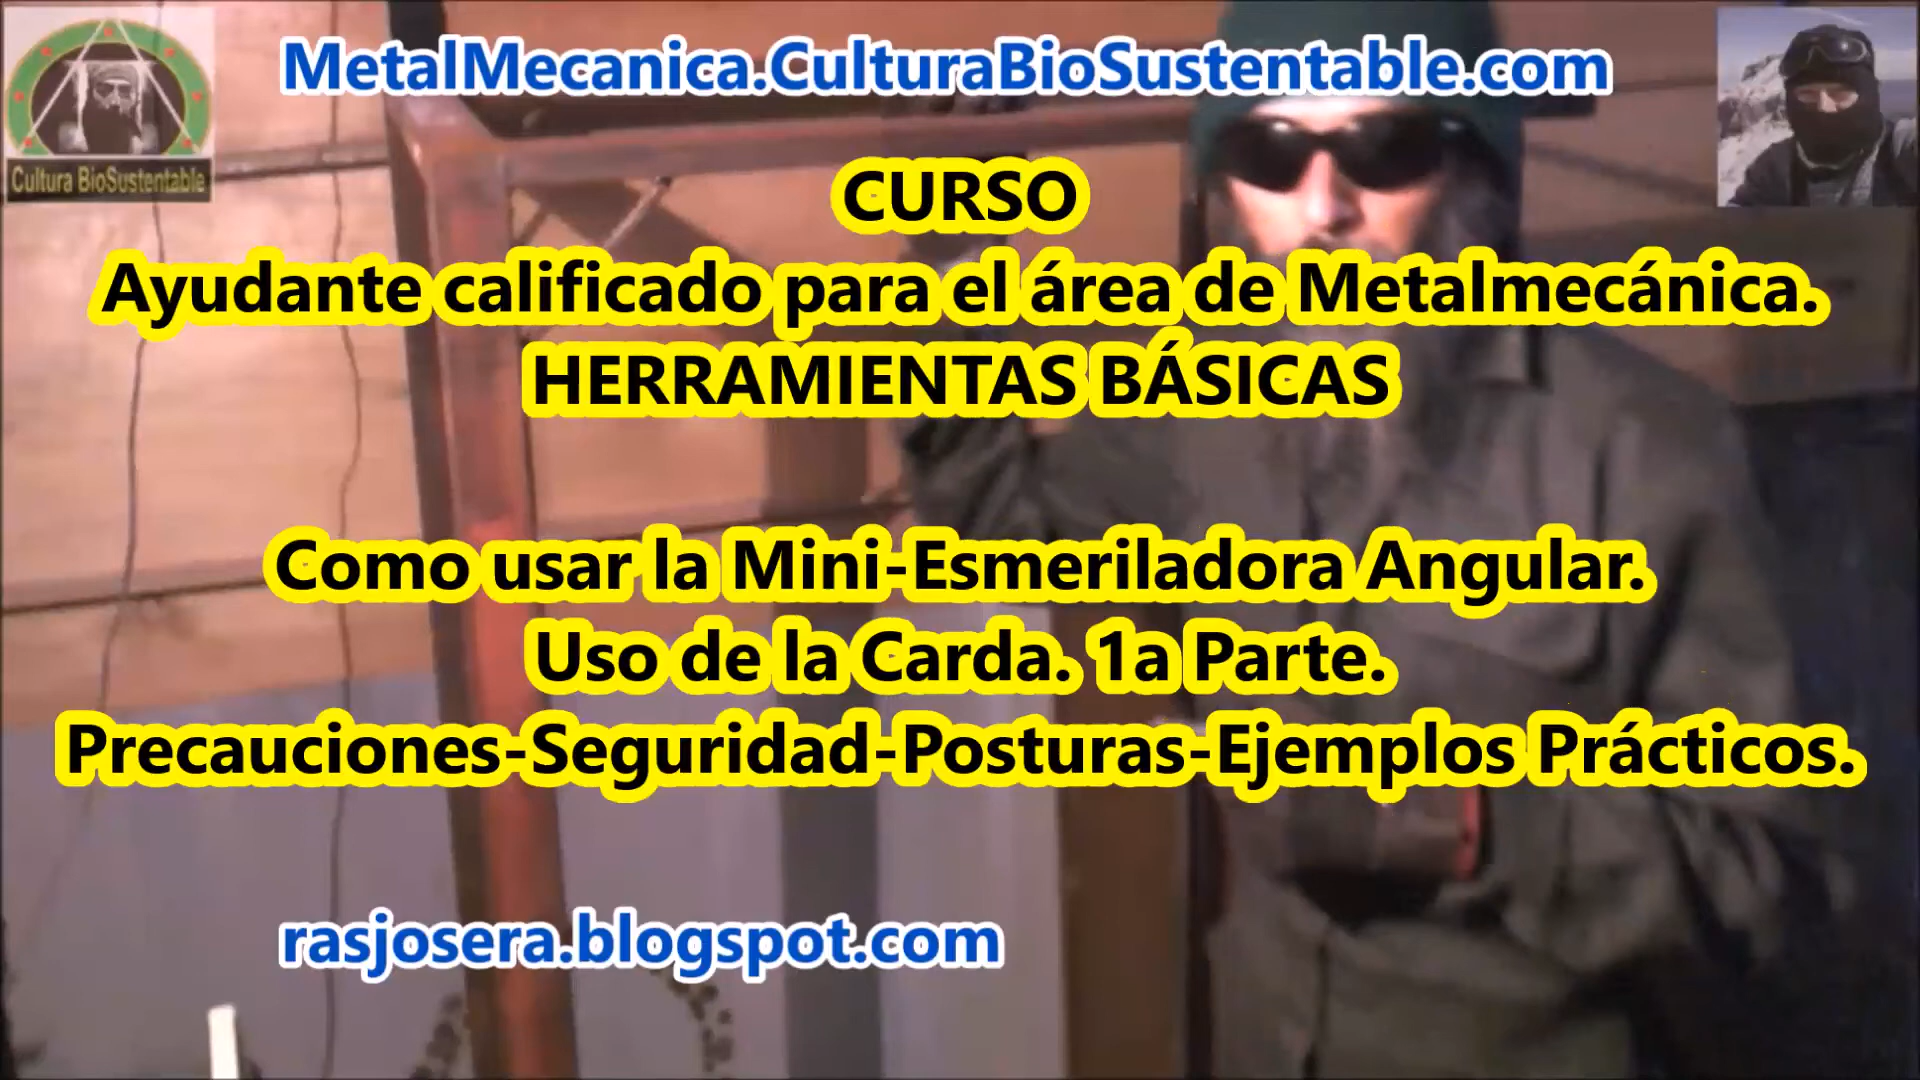 MetalMecanica.CulturaBioSustentable.com
Cultura BioSustentable
CURSO
Ayudante calificado para el área de Metalmecánica.
HERRAMIENTAS BÁSICAS
Como usar la Mini-Esmeriladora Angular.
Uso de la Carda. 1a Parte.
Precauciones-Seguridad-Posturas-Ejemplos Prácticos.
rasjosera.blogspot.com